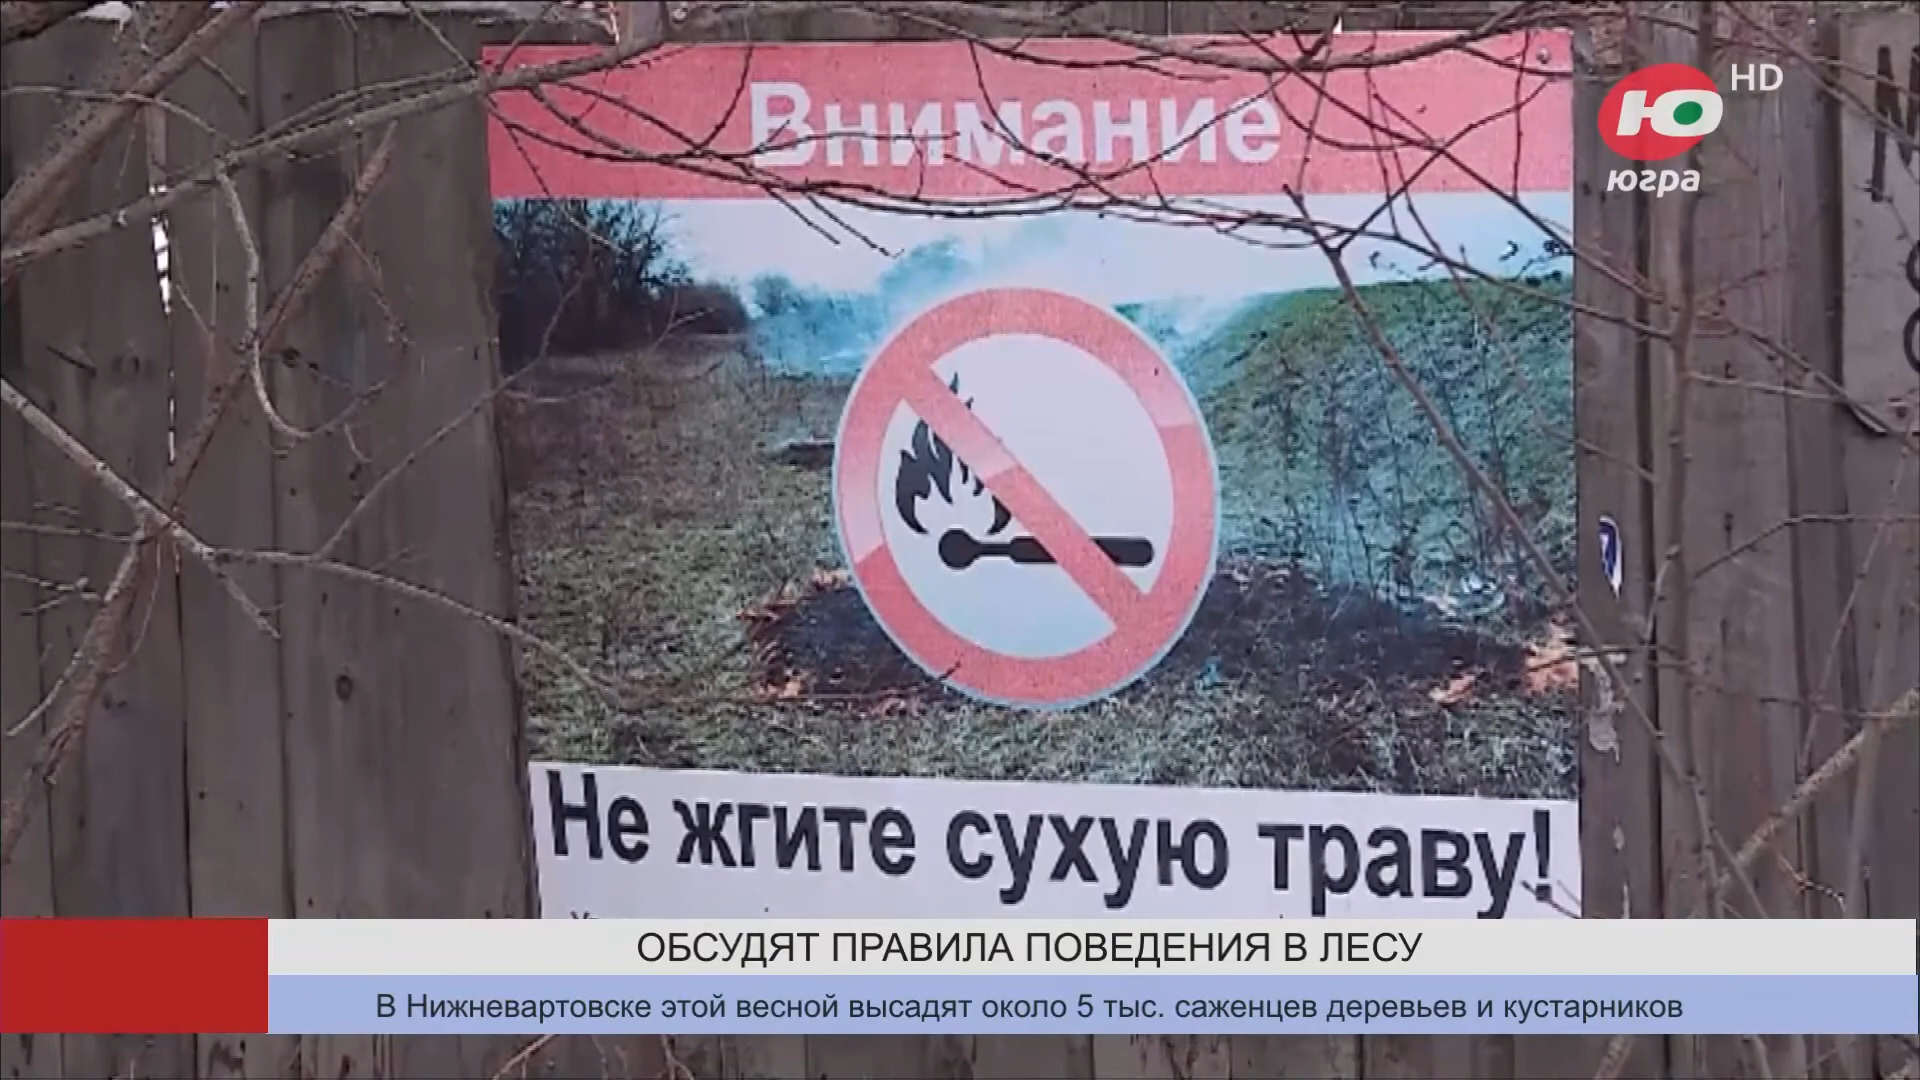 Внимание
HD
югра
Не жгите сухую траву!
ОБСУДЯТ ПРАВИЛА ПОВЕДЕНИЯ В ЛЕСУ
В Нижневартовске этой весной высадят около 5 тыс. саженцев деревьев и кустарников